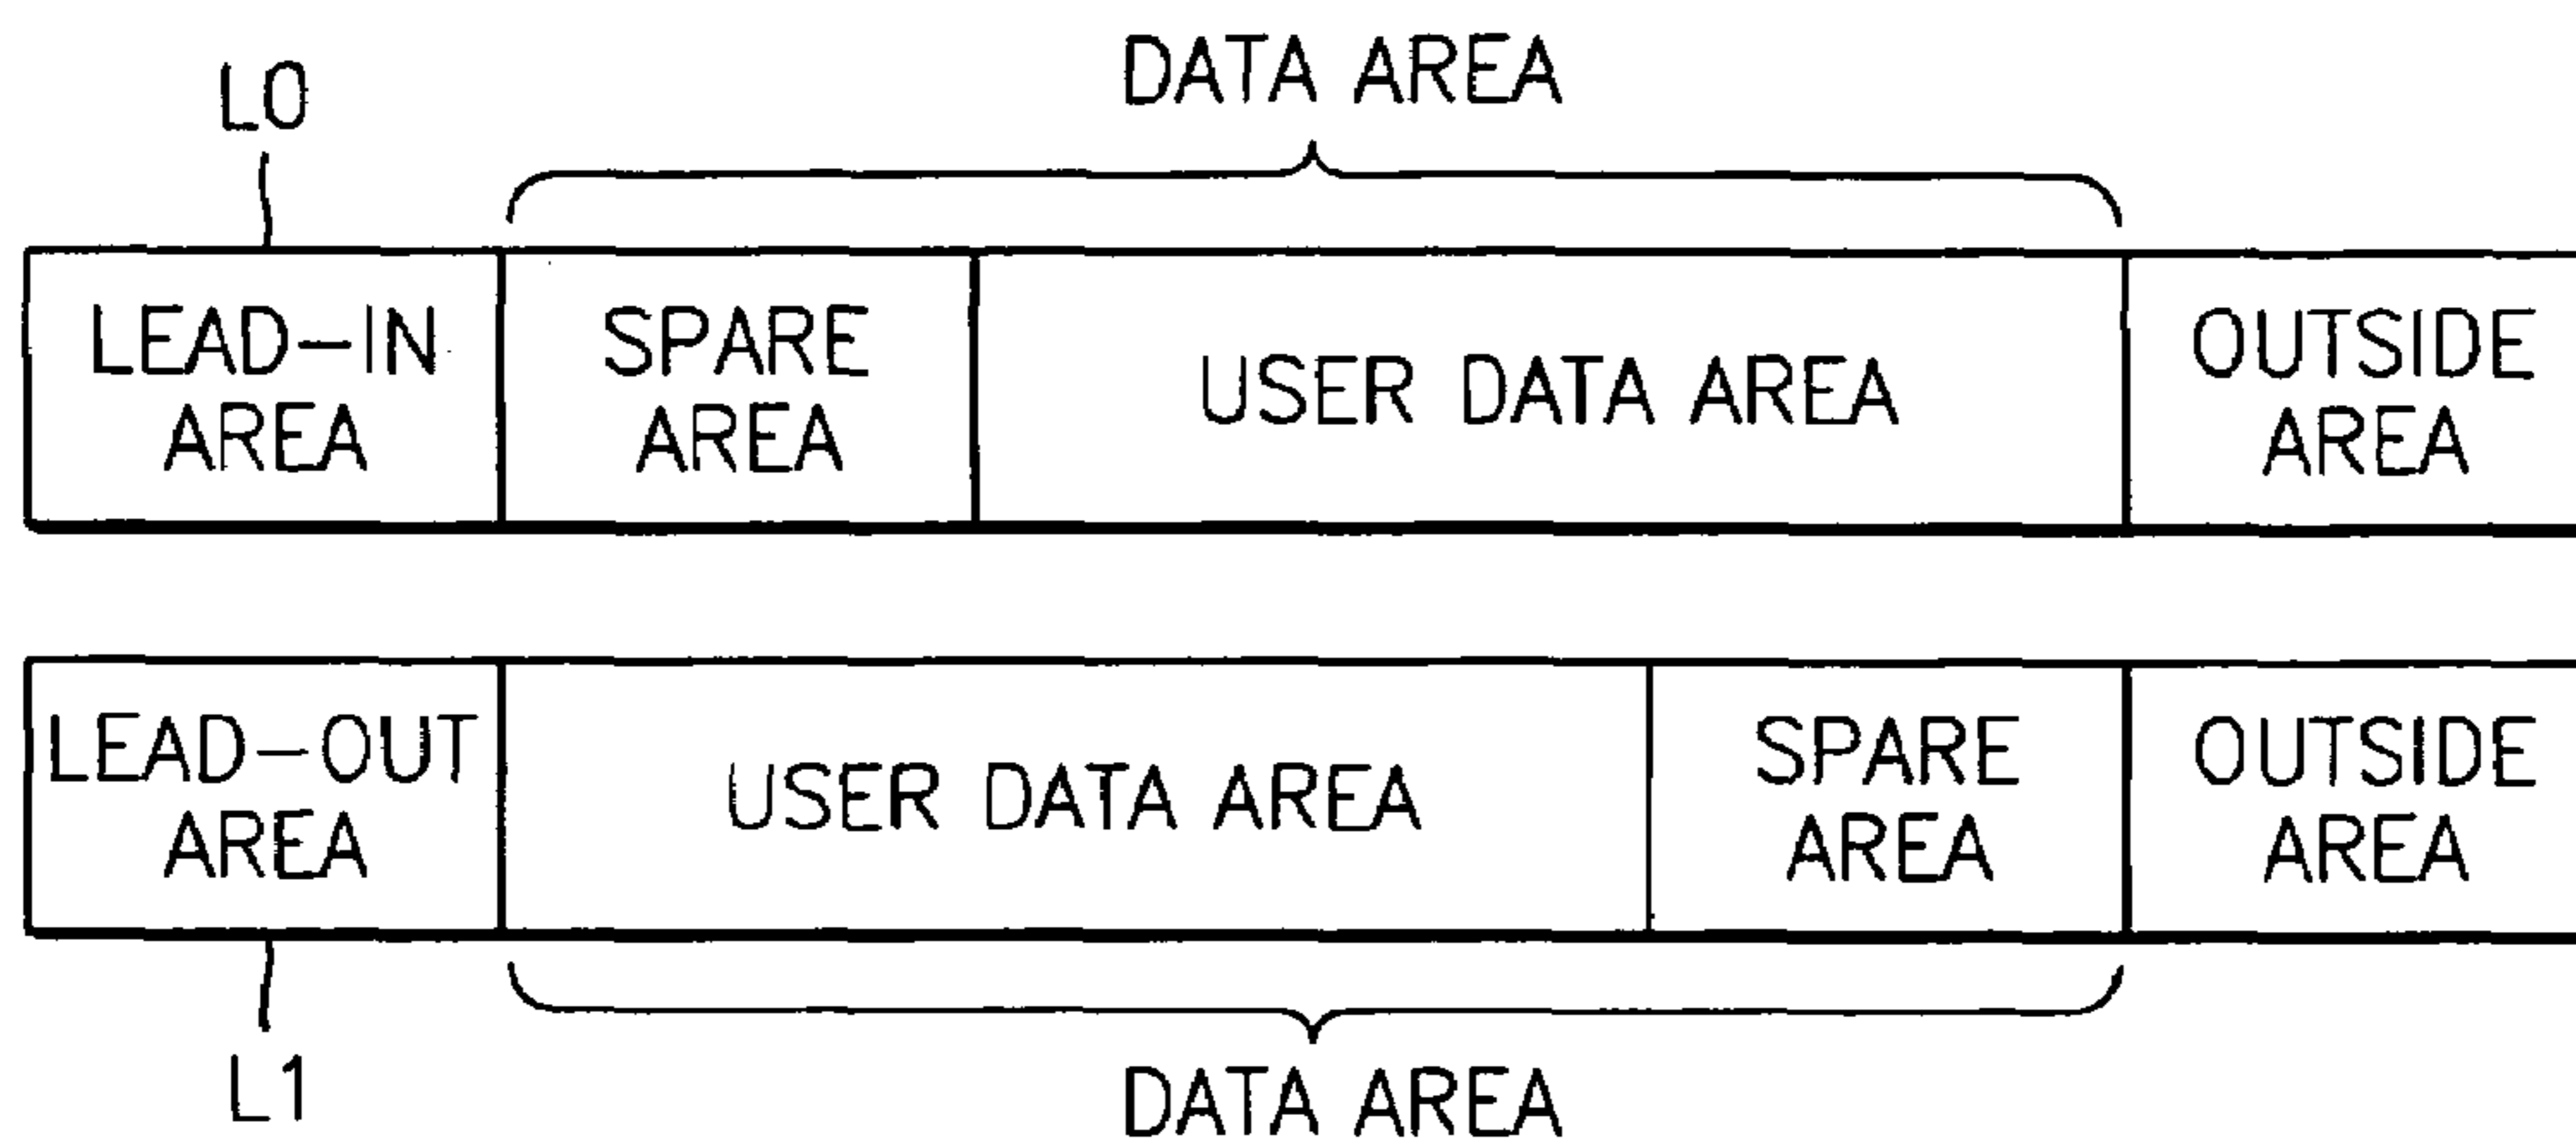 DATA AREA
L0
LEAD-IN
AREA
SPARE
AREA
USER DATA AREA
OUTSIDE
AREA
LEAD-OUT
AREA
USER DATA AREA
SPARE
AREA
OUTSIDE
AREA
L1
DATA AREA